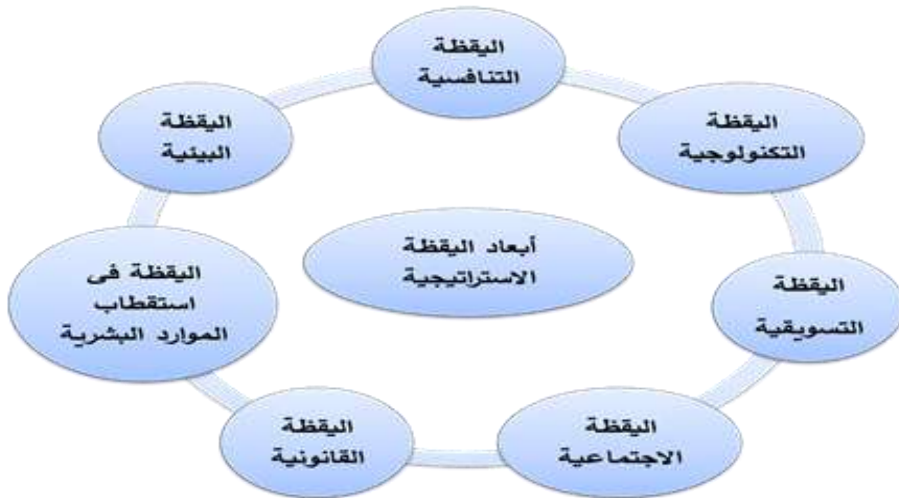 اليقظة
التنافسية
اليقظة
التكنولوجية
اليقظة
التسويقية
اليقظة
الاجتماعية
اليقظة
القانونية
اليقظة فى
استقطاب
الموارد البشرية
اليقظة
البيئية
أبعاد اليقظة
الاستراتيجية